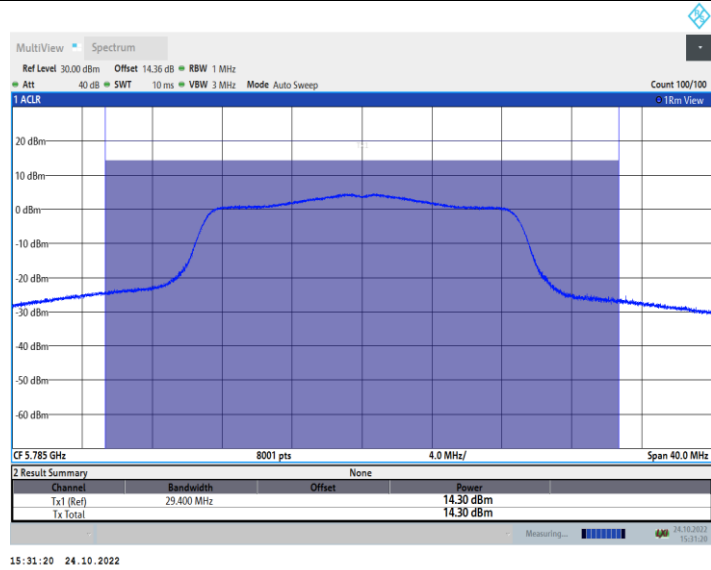 MultiView Spectrum
Ref Level 30.00 dBm Offset 14.36 dB RBW 1 MHz
Att 40 dB SWT 10 ms VBW 3 MHz Mode Auto Sweep Count 100/100
1 ACLR 1Rm View
20 dBm
10 dBm
0 dBm
-10 dBm
-20 dBm
-30 dBm
-40 dBm
-50 dBm
-60 dBm
CF 5.785 GHz 8001 pts 4.0 MHz/ Span 40.0 MHz
2 Result Summary None
Channel Bandwidth Offset Power
Tx1 (Ref) 29.400 MHz 14.30 dBm
Tx Total 14.30 dBm
Measuring... 24.10.2022
15:31:20
15:31:20 24.10.2022